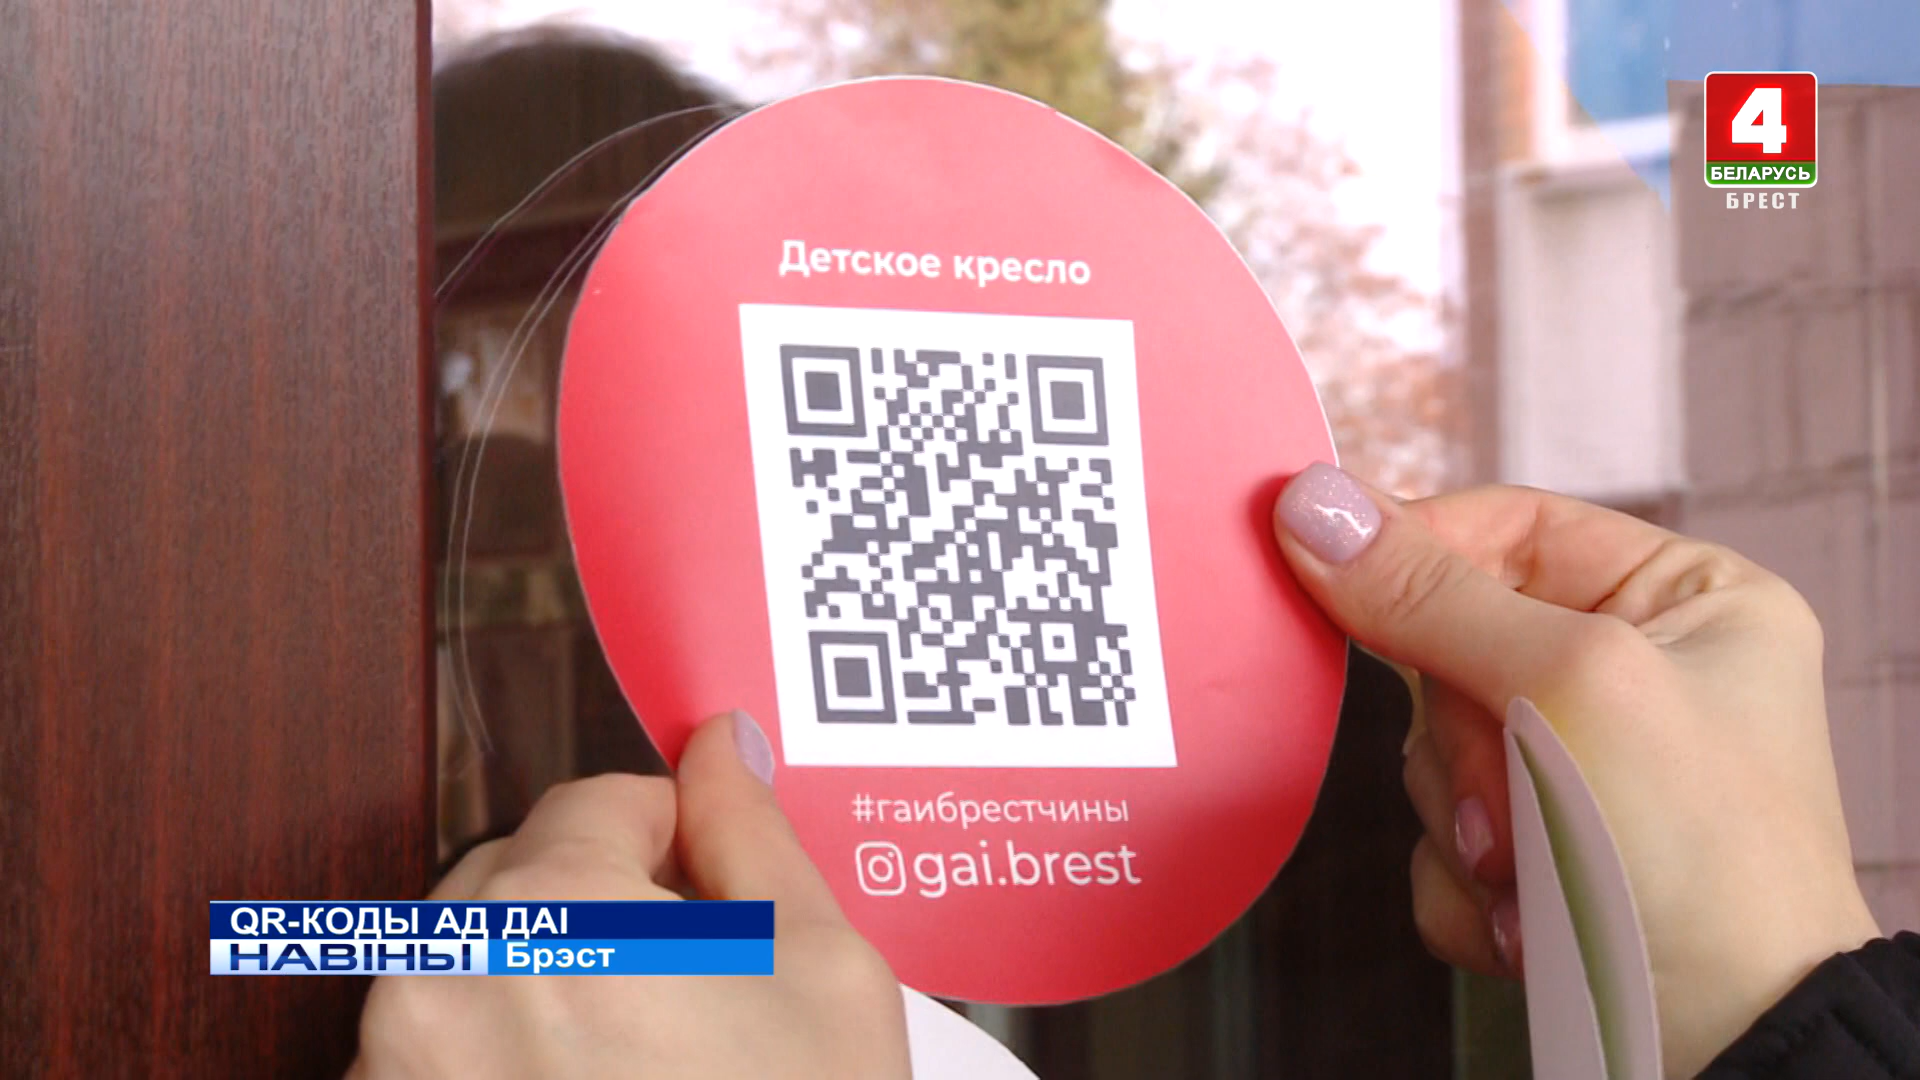 4
БЕЛАРУСЬ
БРЕСТ
Детское кресло
#гаибрестчины
gai.brest
QR-КОДЫ АД ДАІ
НАВІНЫ Брэст